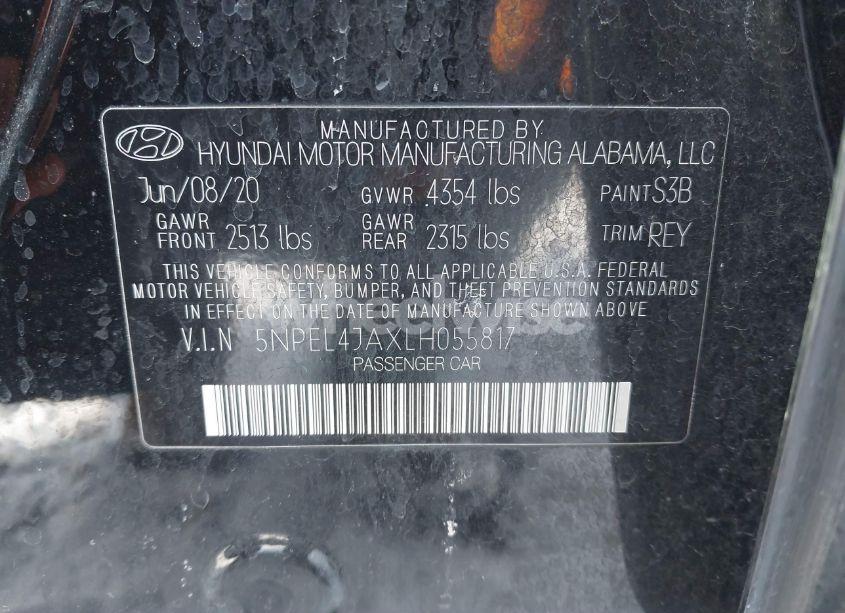 MANUFACTURED BY
HYUNDAI MOTOR MANUFACTURING ALABAMA, LLC
Jun/08/20 GVWR 4354 lbs PAINT S3B
GAWR FRONT 2513 lbs GAWR REAR 2315 lbs TRIM REY
THIS VEHICLE CONFORMS TO ALL APPLICABLE U.S.A. FEDERAL
MOTOR VEHICLE SAFETY, BUMPER, AND THEFT PREVENTION STANDARDS
IN EFFECT ON THE DATE OF MANUFACTURE SHOWN ABOVE
V.I.N 5NPEL4JAXLH055817
PASSENGER CAR